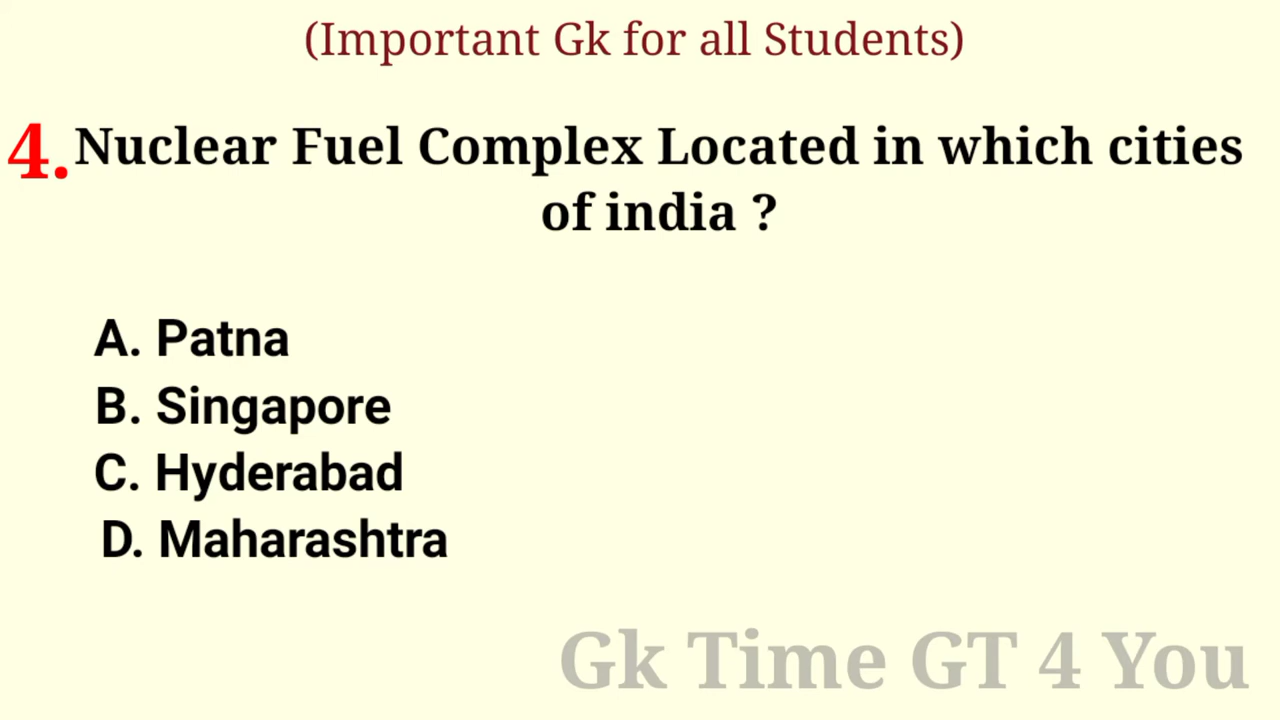 (Important Gk for all Students)
4. Nuclear Fuel Complex Located in which cities
of india ?
A. Patna
B. Singapore
C. Hyderabad
D. Maharashtra
Gk Time GT 4 You